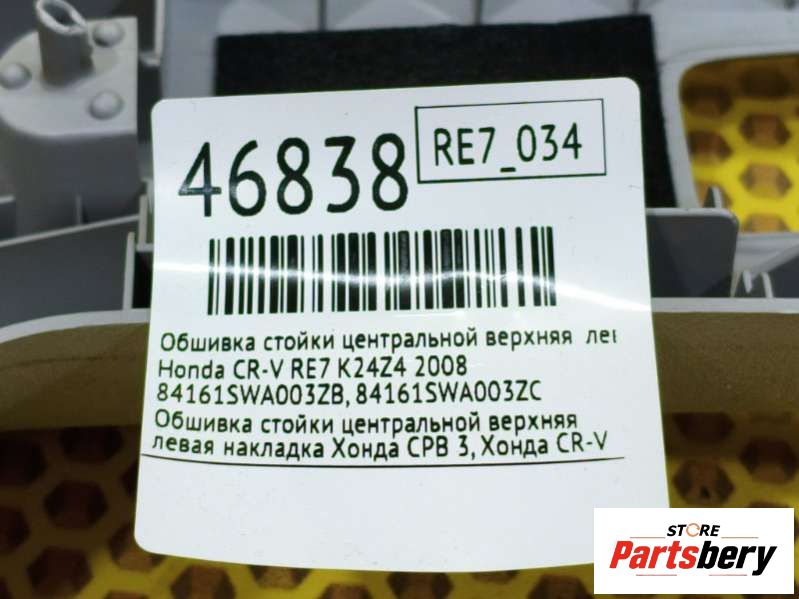 46838
RE7_034
Обшивка стойки центральной верхняя
Honda CR-V RE7 K24Z4 2008
84161SWA003ZB, 84161SWA003ZC
Обшивка стойки центральной верхняя
левая накладка Хонда СРВ 3, Хонда CR-V
STORE
Partsbery